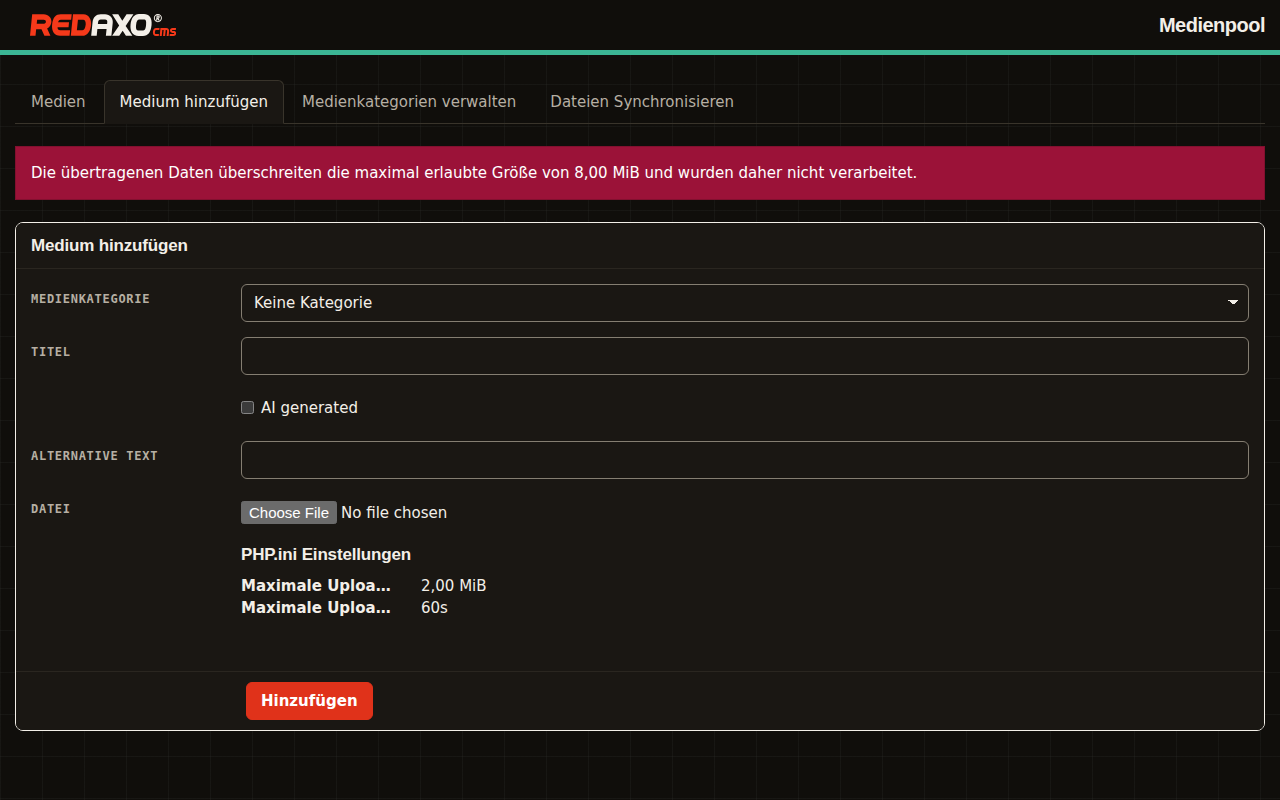 REDAXO® cms
Medienpool
Medien
Medium hinzufügen
Medienkategorien verwalten
Dateien Synchronisieren
Die übertragenen Daten überschreiten die maximal erlaubte Größe von 8,00 MiB und wurden daher nicht verarbeitet.
Medium hinzufügen
MEDIENKATEGORIE
Keine Kategorie
TITEL
AI generated
ALTERNATIVE TEXT
DATEI
Choose File No file chosen
PHP.ini Einstellungen
Maximale Uploa… 2,00 MiB
Maximale Uploa… 60s
Hinzufügen